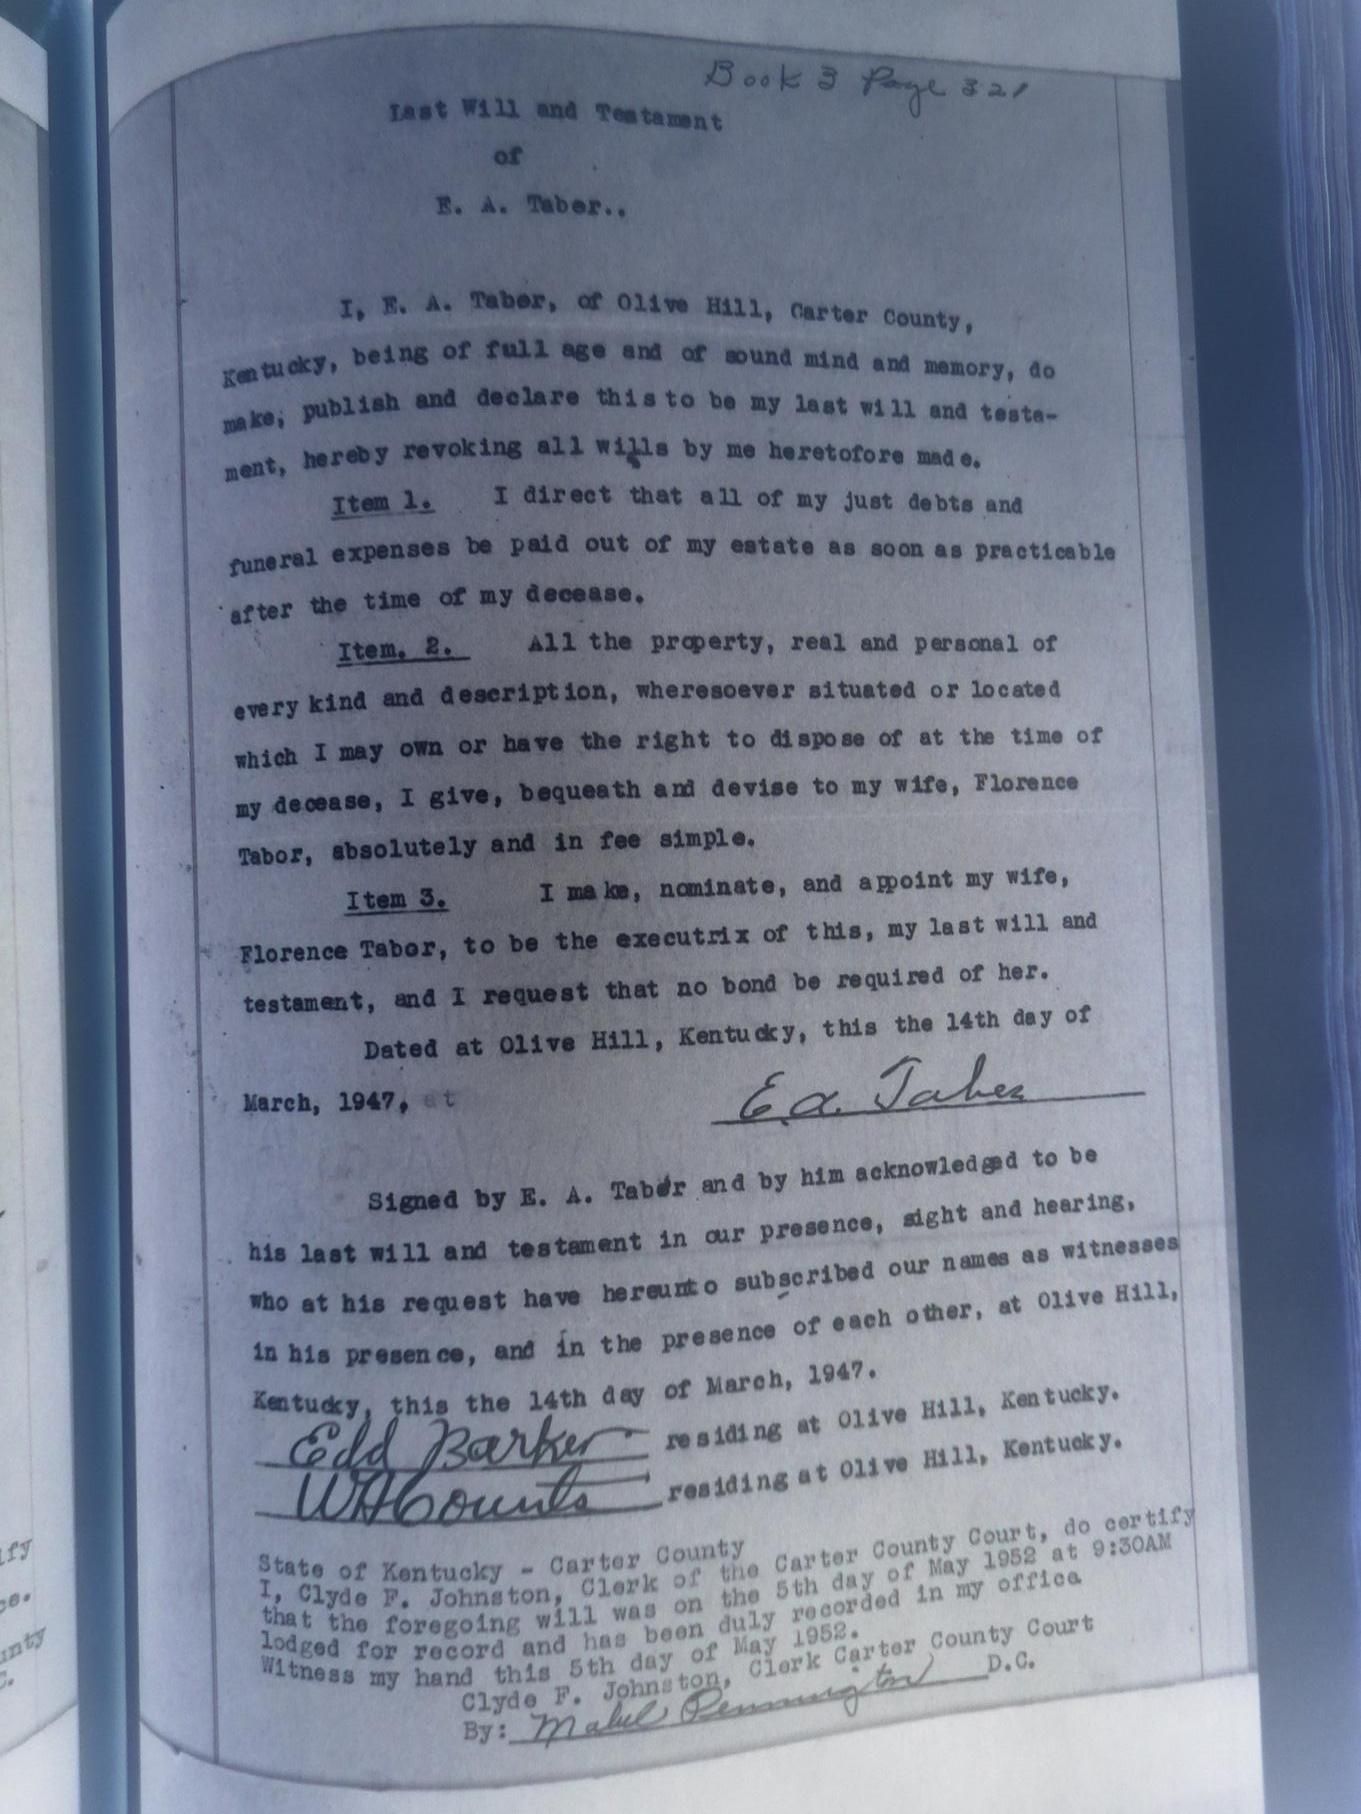 Book 3 Page 321
Last Will and Testament
of
E. A. Taber..
I, E. A. Tabor, of Olive Hill, Carter County,
Kentucky, being of full age and of sound mind and memory, do
make, publish and declare this to be my last will and testa-
ment, hereby revoking all wills by me heretofore made.
Item 1. I direct that all of my just debts and
funeral expenses be paid out of my estate as soon as practicable
after the time of my decease.
Item. 2. All the property, real and personal of
every kind and description, wheresoever situated or located
which I may own or have the right to dispose of at the time of
my decease, I give, bequeath and devise to my wife, Florence
Tabor, absolutely and in fee simple.
Item 3. I make, nominate, and appoint my wife,
Florence Tabor, to be the executrix of this, my last will and
testament, and I request that no bond be required of her.
Dated at Olive Hill, Kentucky, this the 14th day of
March, 1947, at
E. A. Taber
Signed by E. A. Tabor and by him acknowledged to be
his last will and testament in our presence, sight and hearing,
who at his request have hereunto subscribed our names as witnesses
in his presence, and in the presence of each other, at Olive Hill,
Kentucky, this the 14th day of March, 1947.
Edd Barker residing at Olive Hill, Kentucky.
W H Counts residing at Olive Hill, Kentucky.
State of Kentucky - Carter County
I, Clyde F. Johnston, Clerk of the Carter County Court, do certify
that the foregoing will was on the 5th day of May 1952 at 9:30AM
lodged for record and has been duly recorded in my office
Witness my hand this 5th day of May 1952.
Clyde F. Johnston, Clerk Carter County Court
By: Mabel Pennington D.C.